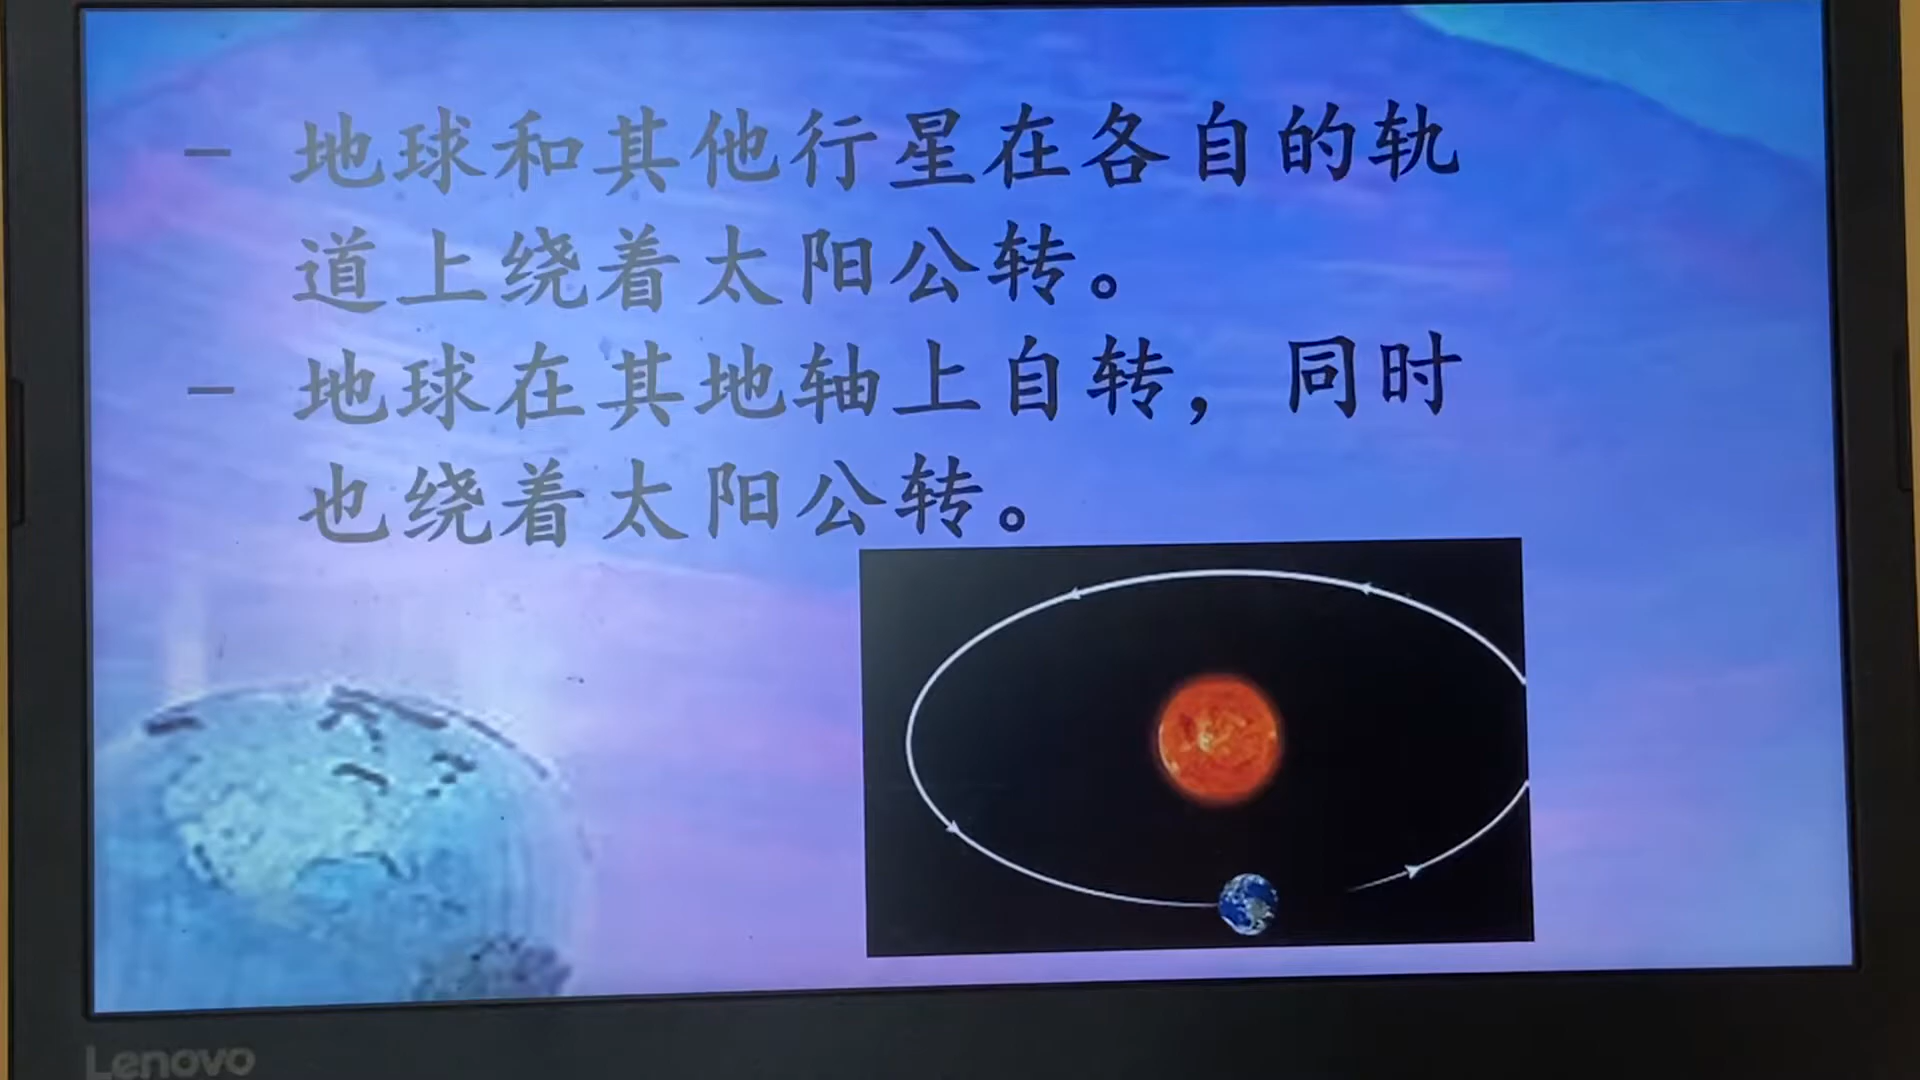 - 地球和其他行星在各自的轨
道上绕着太阳公转。
- 地球在其地轴上自转，同时
也绕着太阳公转。
Lenovo